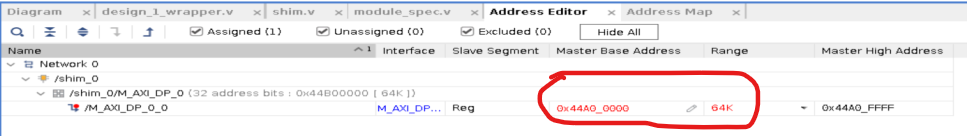 Diagram × design_1_wrapper.v × shim.v × module_spec.v × Address Editor × Address Map ×
Assigned (1) Unassigned (0) Excluded (0) Hide All
Name 1 Interface Slave Segment Master Base Address Range Master High Address
Network 0
/shim_0
/shim_0/M_AXI_DP_0 (32 address bits : 0x44B00000 [ 64K ])
/M_AXI_DP_0_0 M_AXI_DP... Reg 0x44A0_0000 64K 0x44A0_FFFF